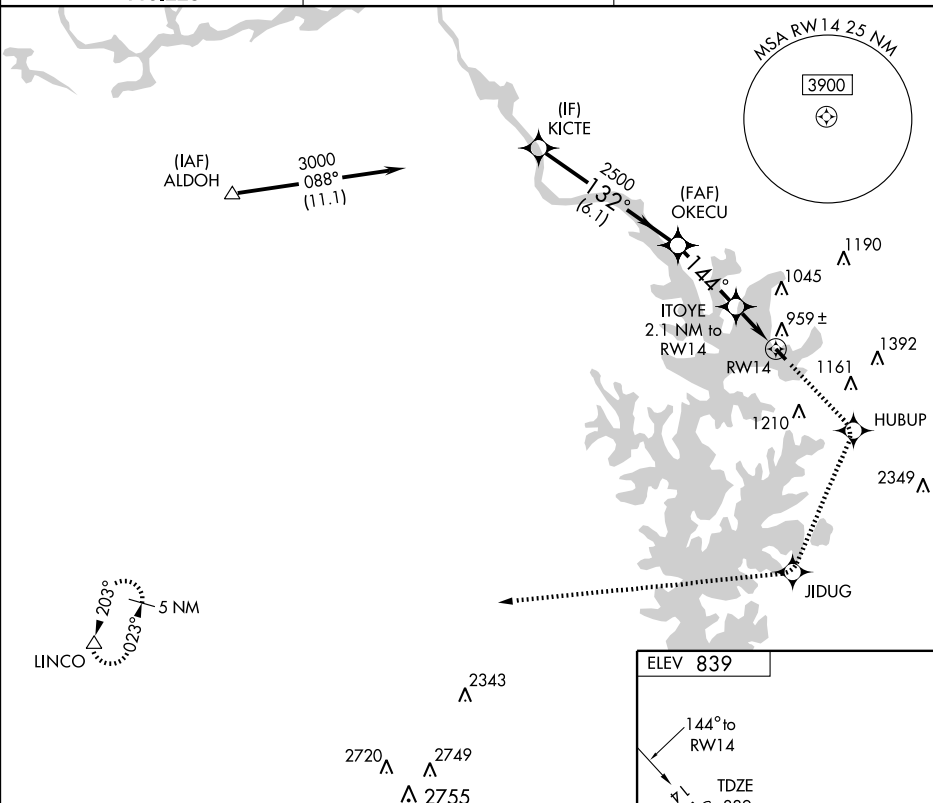 MSA RW14 25 NM
3900
(IF)
KICTE
(IAF)
ALDOH
3000
088°
(11.1)
2500
132°
(6.1)
(FAF)
OKECU
144°
1190
1045
ITOYE
2.1 NM to
RW14
959±
RW14
1392
1161
1210
HUBUP
2349
JIDUG
203°
023°
5 NM
LINCO
2343
2720
2749
2755
ELEV 839
144° to
RW14
14
TDZE